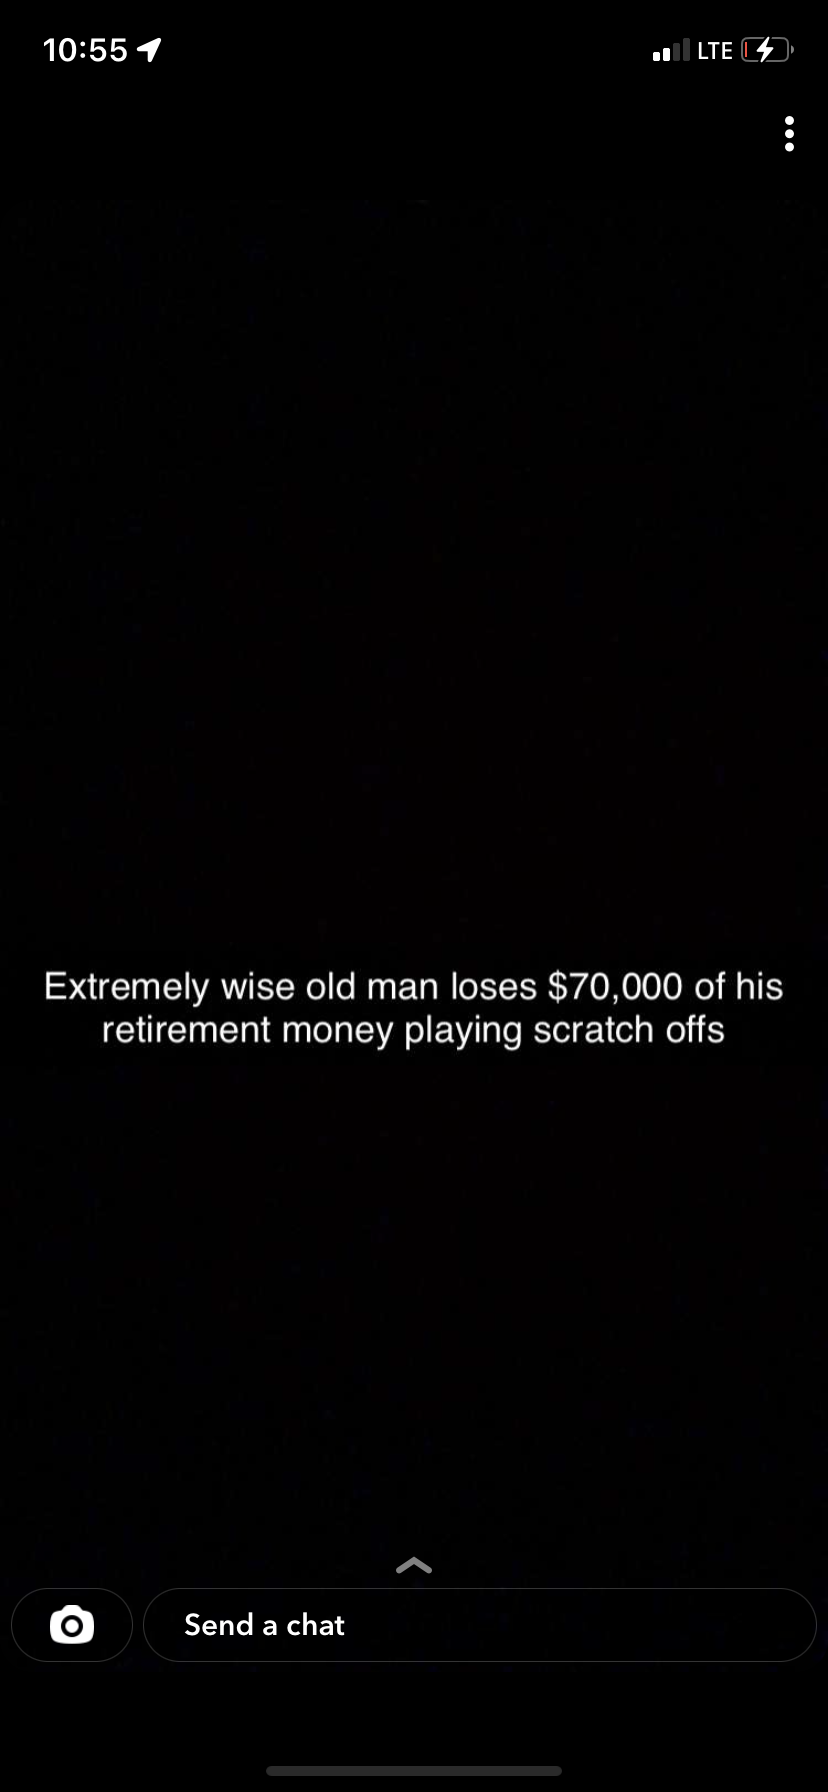 10:55
LTE
Extremely wise old man loses $70,000 of his
retirement money playing scratch offs
Send a chat